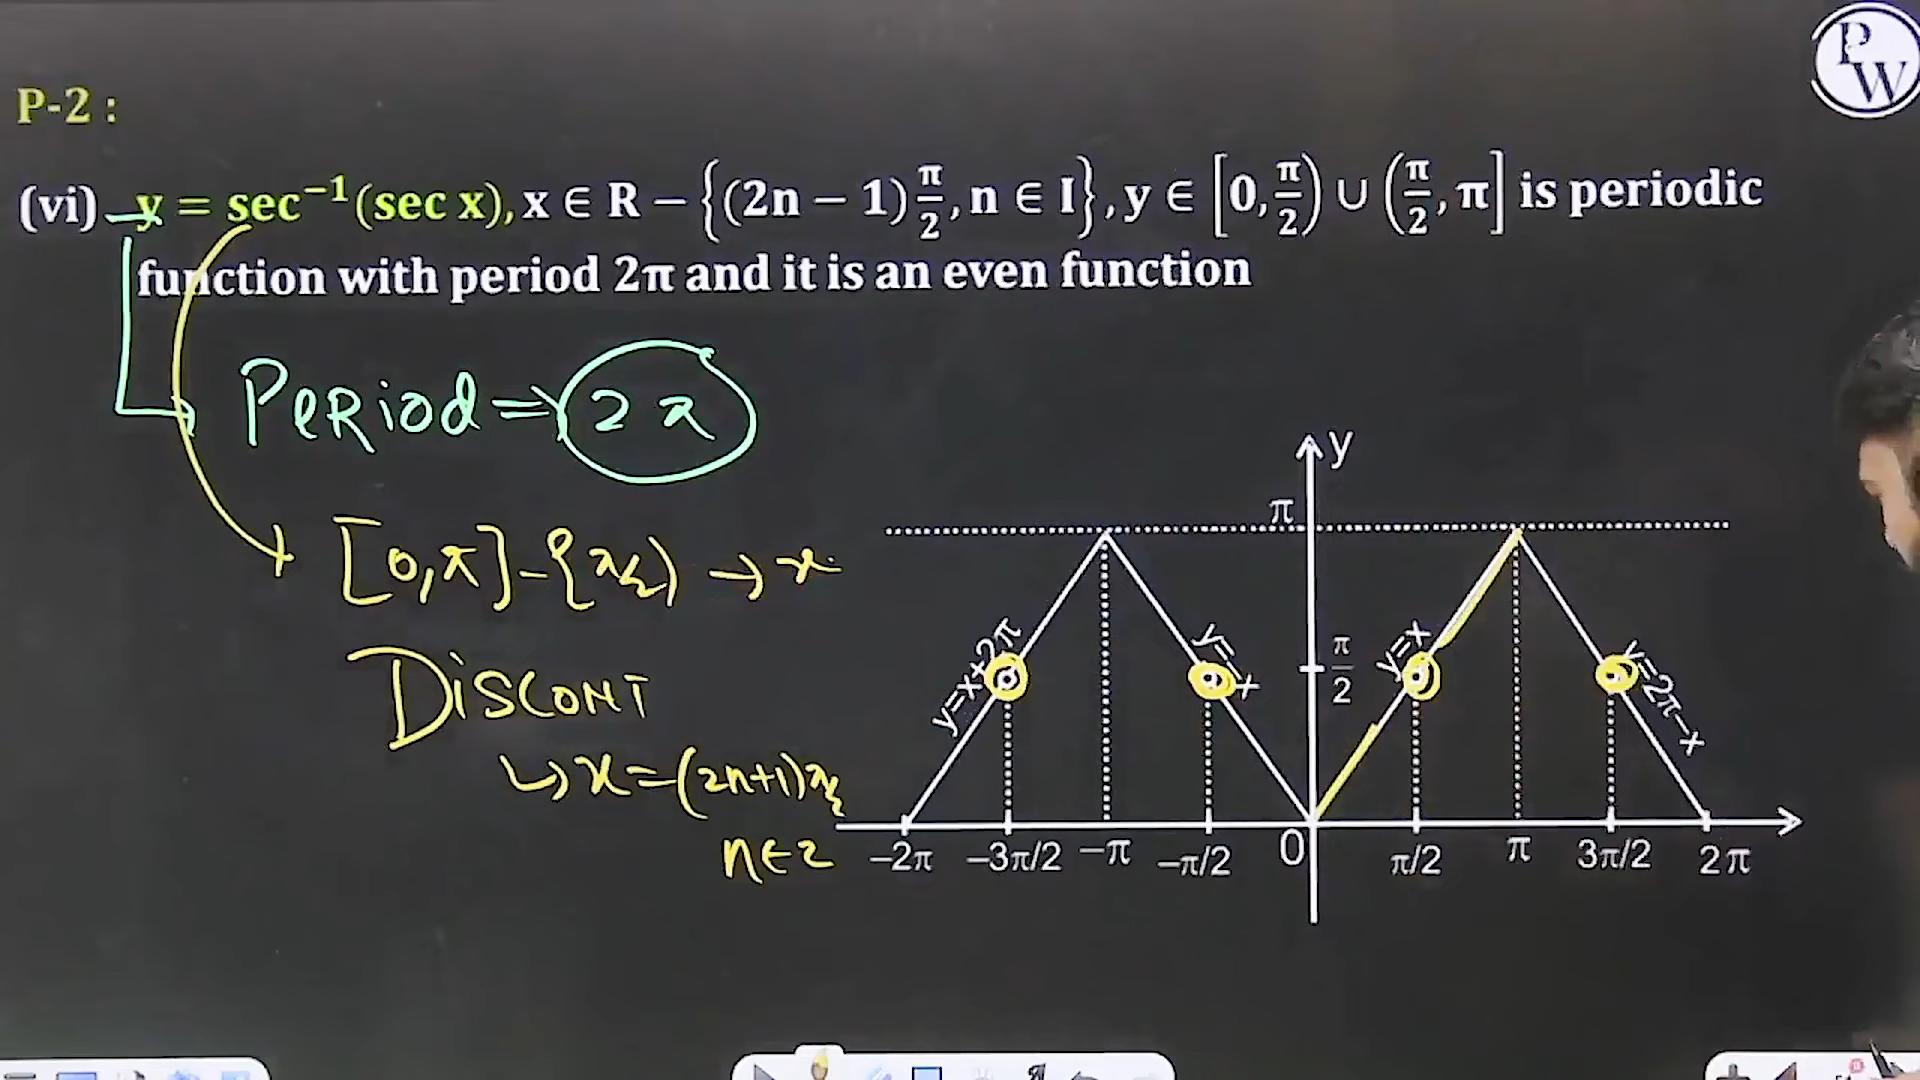 P
W
P-2 :
(vi) y = sec⁻¹(sec x), x ∈ R − {(2n − 1) π/2, n ∈ I}, y ∈ [0, π/2) ∪ (π/2, π] is periodic
function with period 2π and it is an even function
Period ⇒ 2π
[0,π] - {π/2) → x
Discont
↳ x = (2n+1)π/2
n ∈ z
y
π
π/2
y=x+2π
y=−x
y=x
y=2π−x
−2π −3π/2 −π −π/2 0 π/2 π 3π/2 2π